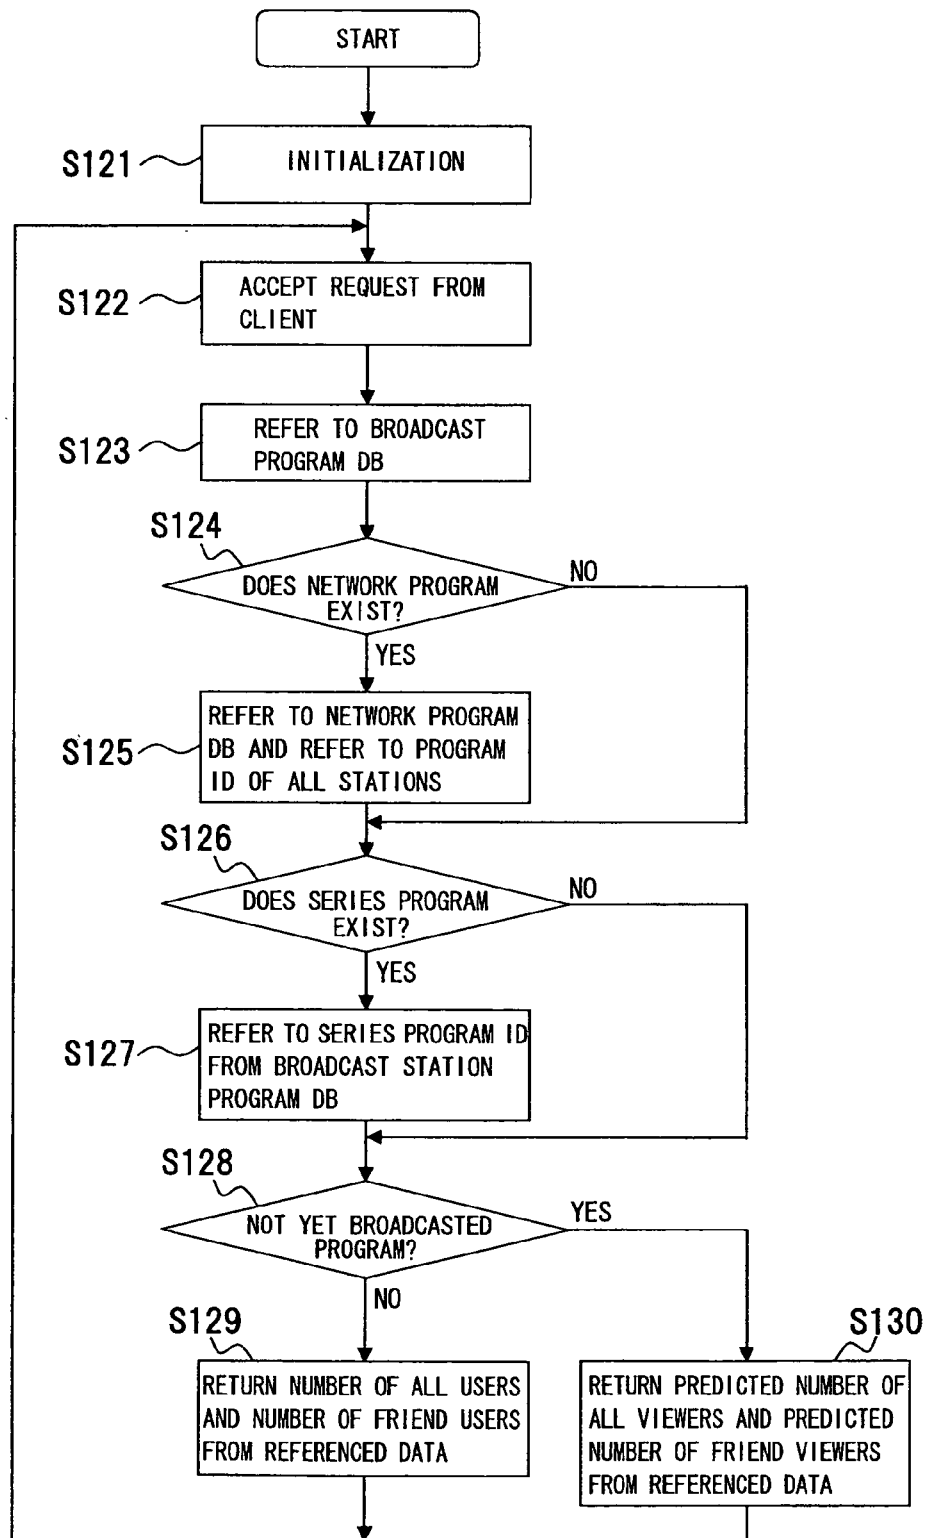 START
S121
INITIALIZATION
S122
ACCEPT REQUEST FROM
CLIENT
S123
REFER TO BROADCAST
PROGRAM DB
S124
DOES NETWORK PROGRAM
EXIST?
NO
YES
S125
REFER TO NETWORK PROGRAM
DB AND REFER TO PROGRAM
ID OF ALL STATIONS
S126
DOES SERIES PROGRAM
EXIST?
NO
YES
S127
REFER TO SERIES PROGRAM ID
FROM BROADCAST STATION
PROGRAM DB
S128
NOT YET BROADCASTED
PROGRAM?
YES
NO
S129
RETURN NUMBER OF ALL USERS
AND NUMBER OF FRIEND USERS
FROM REFERENCED DATA
S130
RETURN PREDICTED NUMBER OF
ALL VIEWERS AND PREDICTED
NUMBER OF FRIEND VIEWERS
FROM REFERENCED DATA